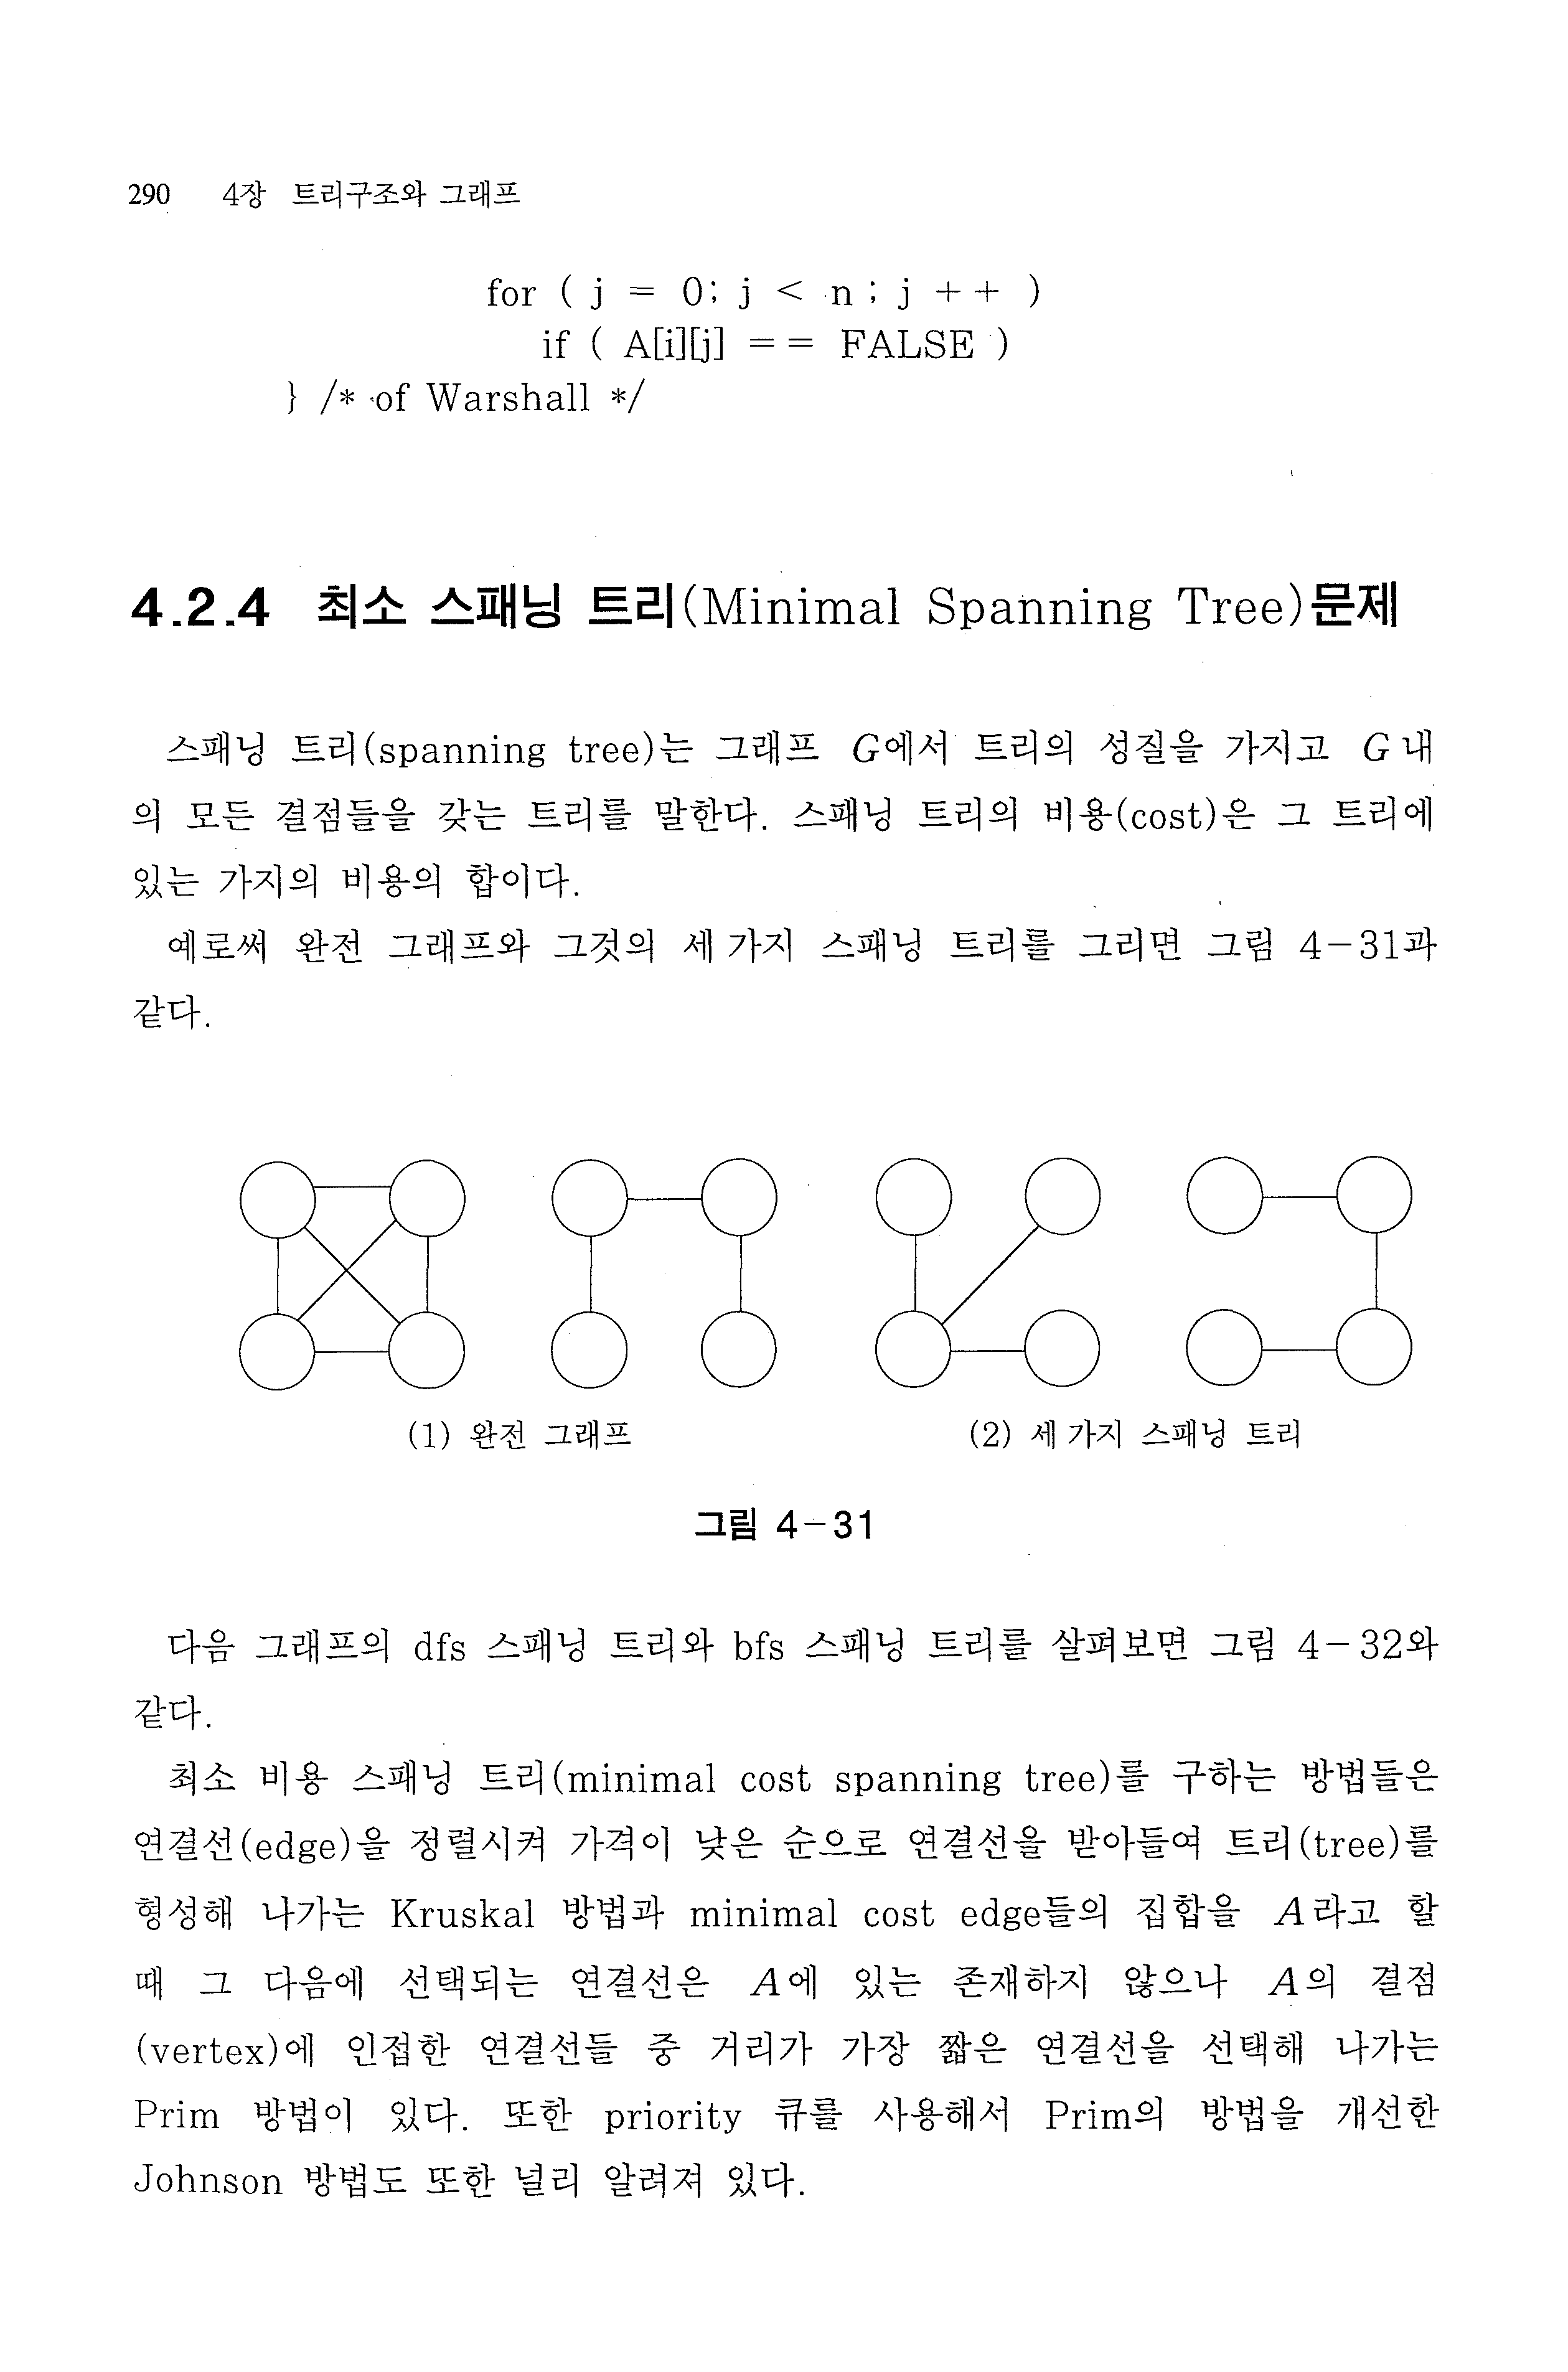 290 4장 트리구조와 그래프
for ( j = 0; j < n ; j ++ )
if ( A[i][j] == FALSE )
} /* of Warshall */
4.2.4 최소 스패닝 트리(Minimal Spanning Tree)문제
스패닝 트리(spanning tree)는 그래프 G에서 트리의 성질을 가지고 G내
의 모든 결점들을 갖는 트리를 말한다. 스패닝 트리의 비용(cost)은 그 트리에
있는 가지의 비용의 합이다.
예로써 완전 그래프와 그것의 세 가지 스패닝 트리를 그리면 그림 4-31과
같다.
(1) 완전 그래프 (2) 세 가지 스패닝 트리
그림 4-31
다음 그래프의 dfs 스패닝 트리와 bfs 스패닝 트리를 살펴보면 그림 4-32와
같다.
최소 비용 스패닝 트리(minimal cost spanning tree)를 구하는 방법들은
연결선(edge)을 정렬시켜 가격이 낮은 순으로 연결선을 받아들여 트리(tree)를
형성해 나가는 Kruskal 방법과 minimal cost edge들의 집합을 A라고 할
때 그 다음에 선택되는 연결선은 A에 있는 존재하지 않으나 A의 결점
(vertex)에 인접한 연결선들 중 거리가 가장 짧은 연결선을 선택해 나가는
Prim 방법이 있다. 또한 priority 큐를 사용해서 Prim의 방법을 개선한
Johnson 방법도 또한 널리 알려져 있다.